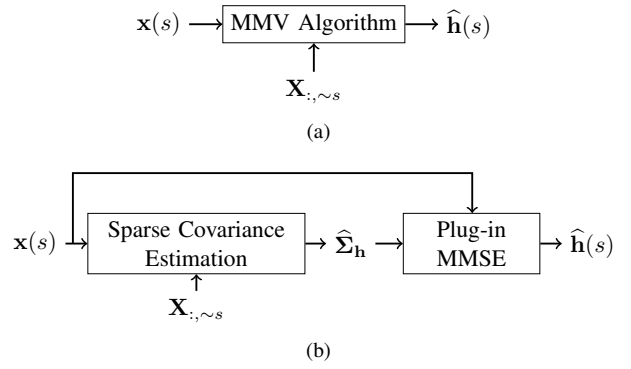 x(s) MMV Algorithm ĥ(s)
X:,∼s
(a)
x(s) Sparse Covariance Estimation Σ̂h Plug-in MMSE ĥ(s)
X:,∼s
(b)